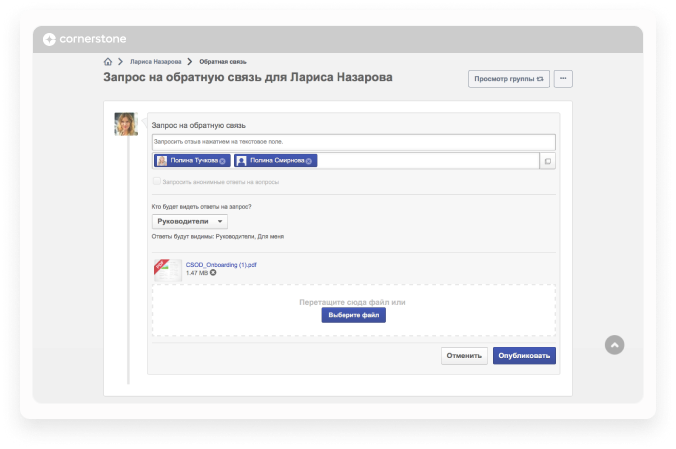 cornerstone
Лариса Назарова Обратная связь
Запрос на обратную связь для Лариса Назарова
Просмотр группы
...
Запрос на обратную связь
Запросить отзыв нажатием на текстовое поле.
Полина Тучкова Полина Смирнова
Запросить анонимные ответы на вопросы
Кто будет видеть ответы на запрос?
Руководители
Ответы будут видимы: Руководители, Для меня
PDF
CSOD_Onboarding (1).pdf
1.47 MB
Перетащите сюда файл или
Выберите файл
Отменить Опубликовать